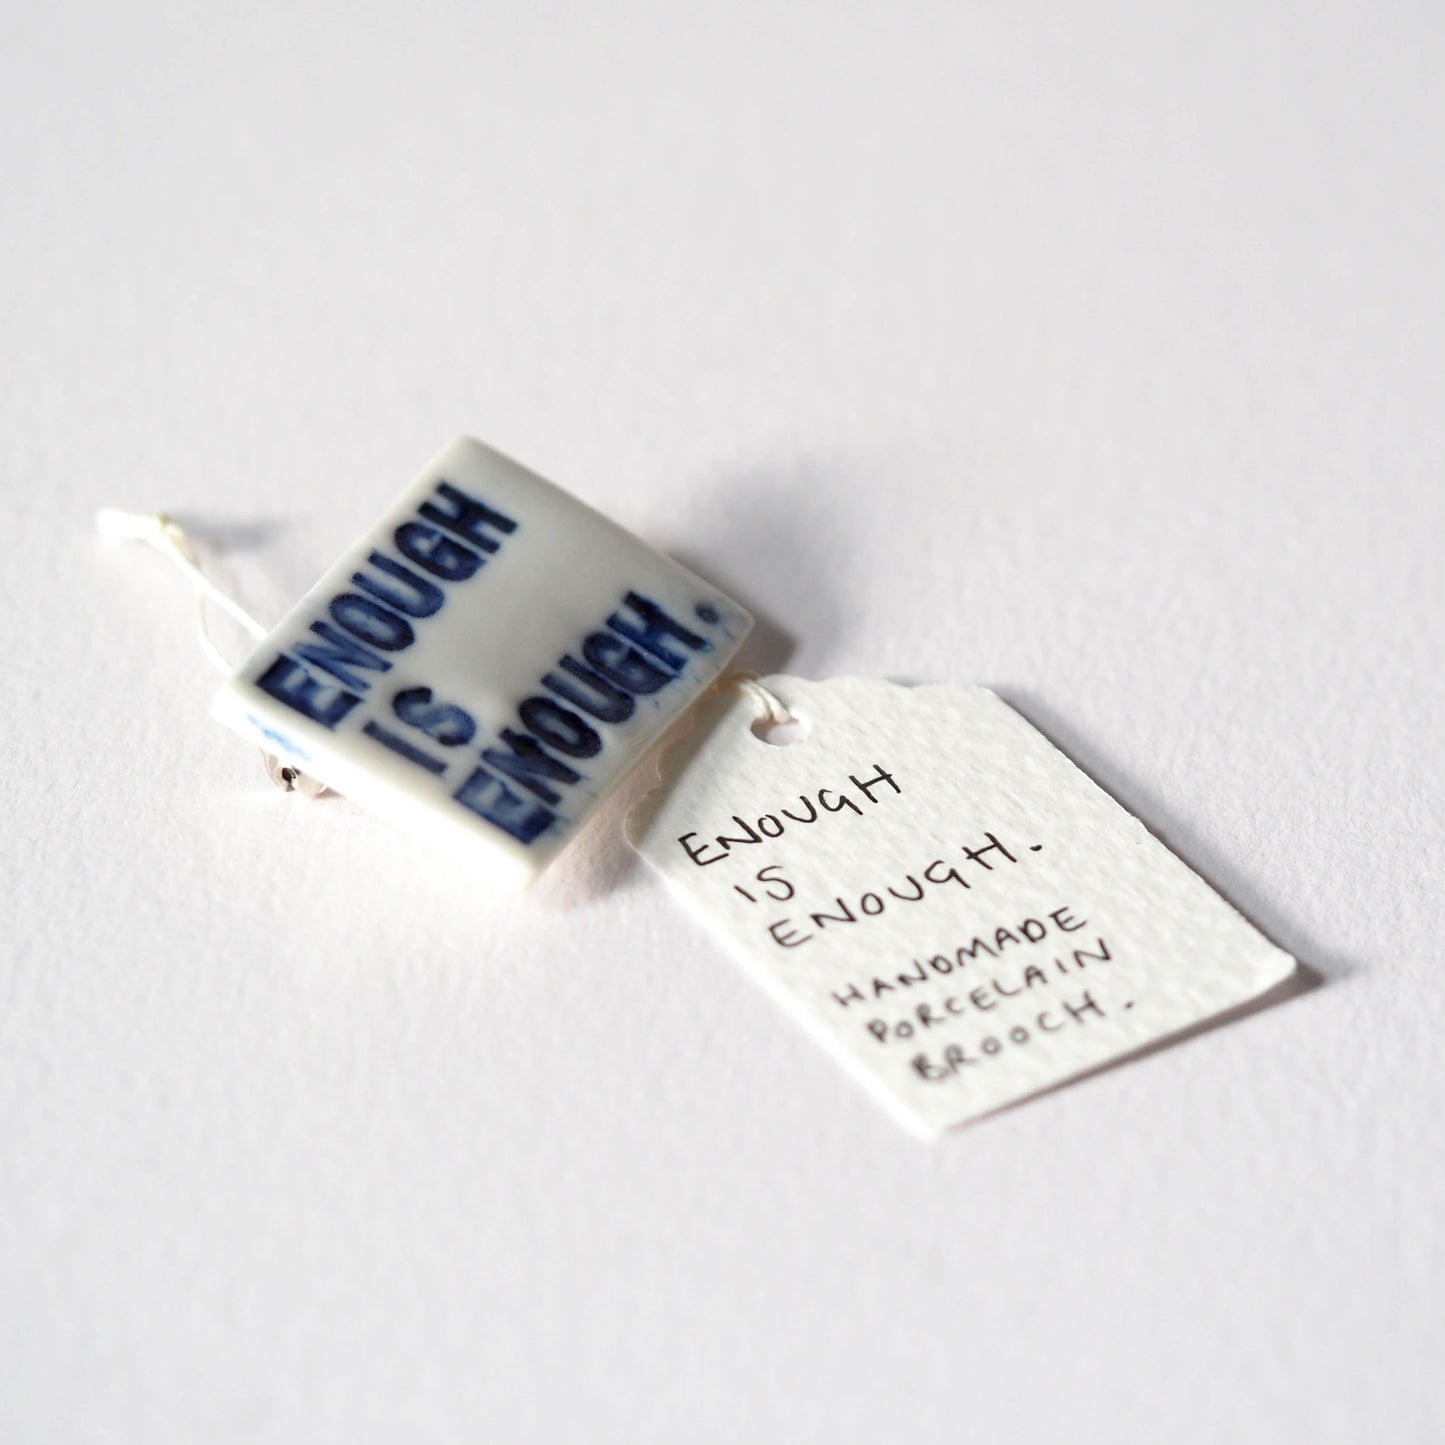 ENOUGH
IS
ENOUGH.
ENOUGH
IS
ENOUGH.
HANDMADE
PORCELAIN
BROOCH.